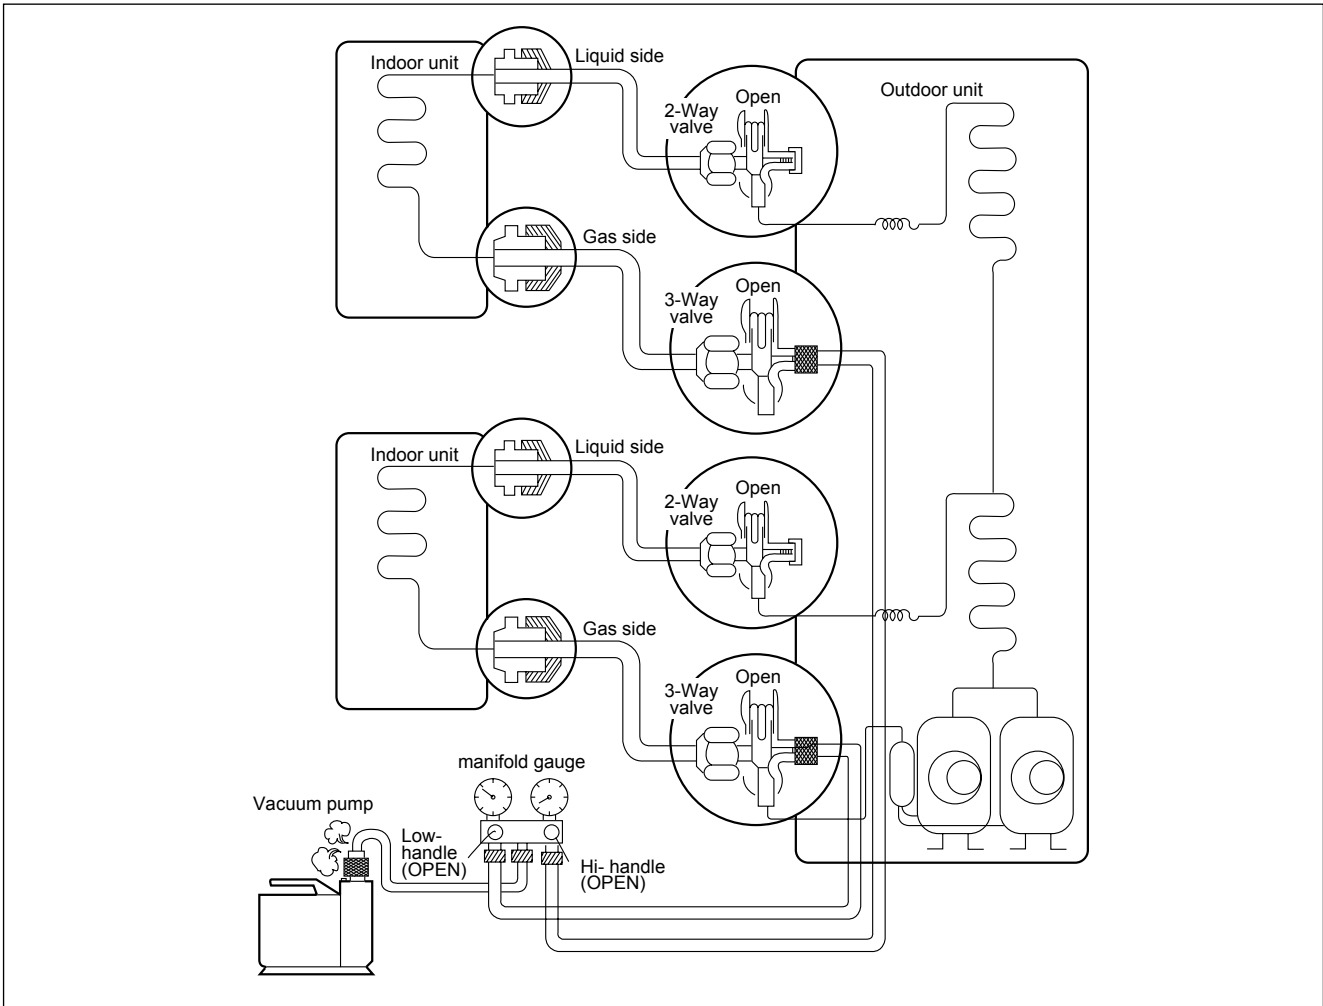 Indoor unit
Liquid side
2-Way
valve
Open
Outdoor unit
Gas side
3-Way
valve
Open
Indoor unit
Liquid side
2-Way
valve
Open
Gas side
3-Way
valve
Open
manifold gauge
Vacuum pump
Low-
handle
(OPEN)
Hi- handle
(OPEN)